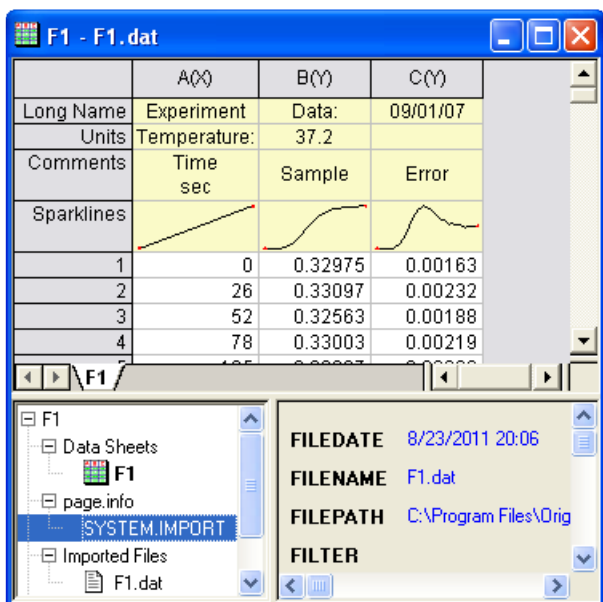 F1 - F1.dat
A(X) B(Y) C(Y)
Long Name Experiment Data: 09/01/07
Units Temperature: 37.2
Comments Time sec Sample Error
Sparklines
1 0 0.32975 0.00163
2 26 0.33097 0.00232
3 52 0.32563 0.00188
4 78 0.33003 0.00219
F1
F1
Data Sheets
F1
page.info
SYSTEM.IMPORT
Imported Files
F1.dat
FILEDATE 8/23/2011 20:06
FILENAME F1.dat
FILEPATH C:\Program Files\Orig
FILTER